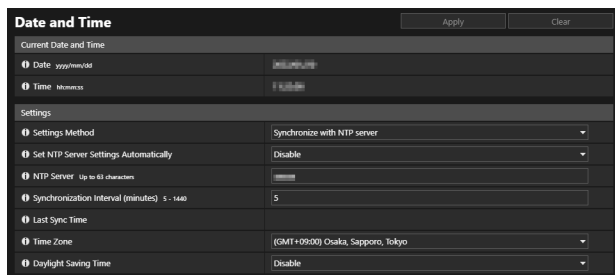 Date and Time
Apply
Clear
Current Date and Time
Date yyyy/mm/dd
Time hh:mm:ss
Settings
Settings Method
Synchronize with NTP server
Set NTP Server Settings Automatically
Disable
NTP Server Up to 63 characters
Synchronization Interval (minutes) 5 - 1440
5
Last Sync Time
Time Zone
(GMT+09:00) Osaka, Sapporo, Tokyo
Daylight Saving Time
Disable